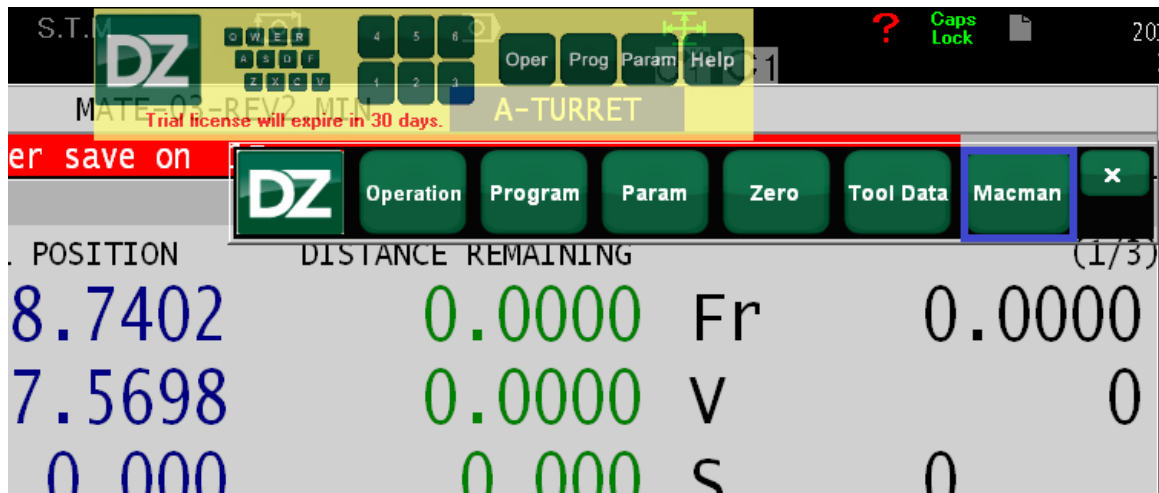 S.T.M
Caps
Lock
DZ
Q W E R
A S D F
Z X C V
4 5 6
1 2 3
Oper Prog Param Help
?
MATE-03-REV2.MIN
A-TURRET
Trial license will expire in 30 days.
er save on
DZ Operation Program Param Zero Tool Data Macman x
POSITION DISTANCE REMAINING (1/3)
8.7402 0.0000 Fr 0.0000
7.5698 0.0000 V 0
0.000 0.000 S 0